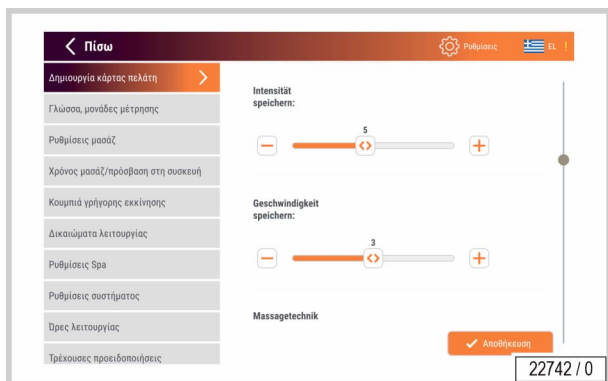 Πίσω
Ρυθμίσεις
EL !
Δημιουργία κάρτας πελάτη
Γλώσσα, μονάδες μέτρησης
Ρυθμίσεις μασάζ
Χρόνος μασάζ/πρόσβαση στη συσκευή
Κουμπιά γρήγορης εκκίνησης
Δικαιώματα λειτουργίας
Ρυθμίσεις Spa
Ρυθμίσεις συστήματος
Ώρες λειτουργίας
Τρέχουσες προειδοποιήσεις
Intensität
speichern:
5
Geschwindigkeit
speichern:
3
Massagetechnik
Αποθήκευση
22742 / 0